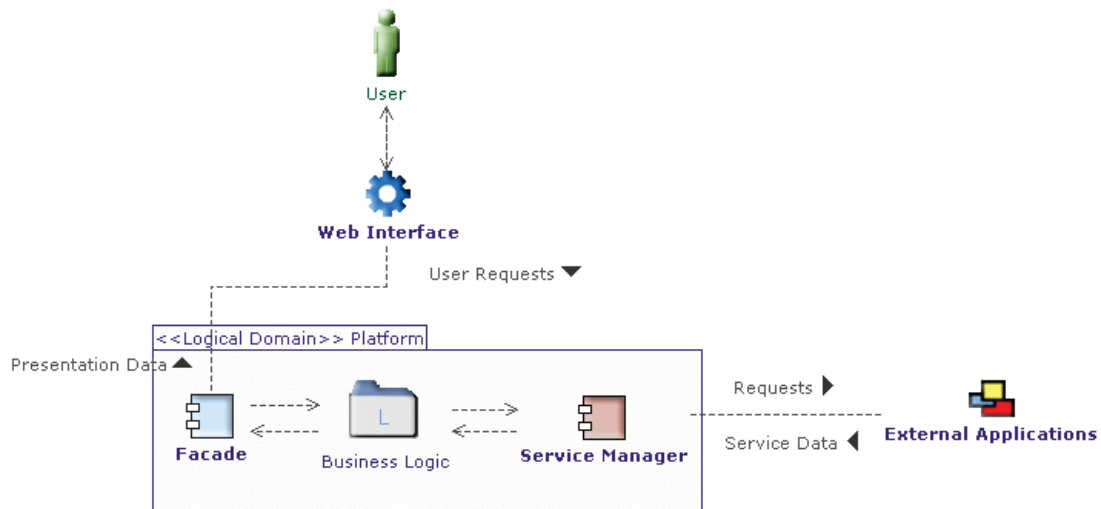 User
Web Interface
User Requests
<<Logical Domain>> Platform
Presentation Data
Requests
L
Facade
Business Logic
Service Manager
Service Data
External Applications